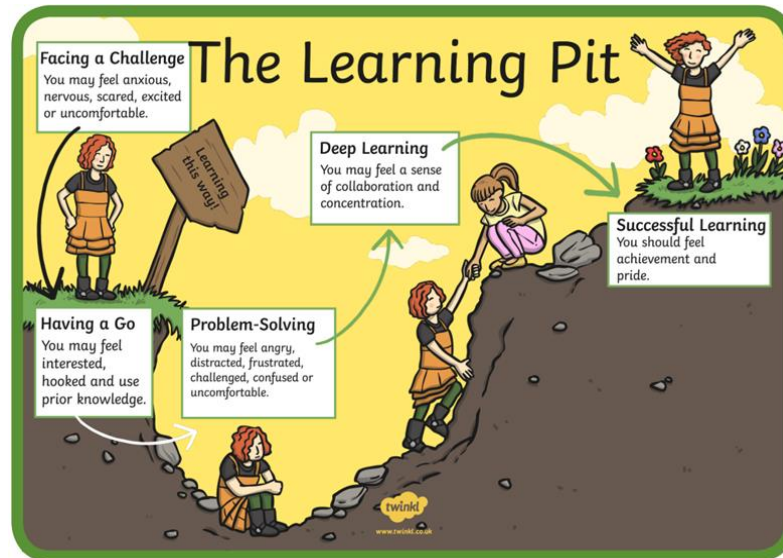 The Learning Pit
Facing a Challenge
You may feel anxious,
nervous, scared, excited
or uncomfortable.
Learning
this way!
Having a Go
You may feel
interested,
hooked and use
prior knowledge.
Problem-Solving
You may feel angry,
distracted, frustrated,
challenged, confused or
uncomfortable.
Deep Learning
You may feel a sense
of collaboration and
concentration.
Successful Learning
You should feel
achievement and
pride.
twinkl
www.twinkl.co.uk